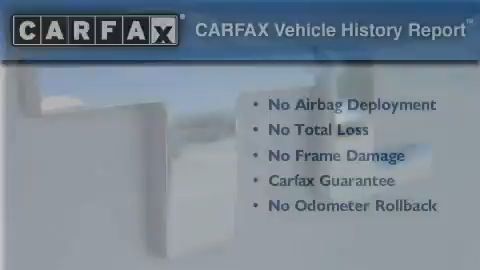 CARFAX® CARFAX Vehicle History Report™
• No Airbag Deployment
• No Total Loss
• No Frame Damage
• Carfax Guarantee
• No Odometer Rollback